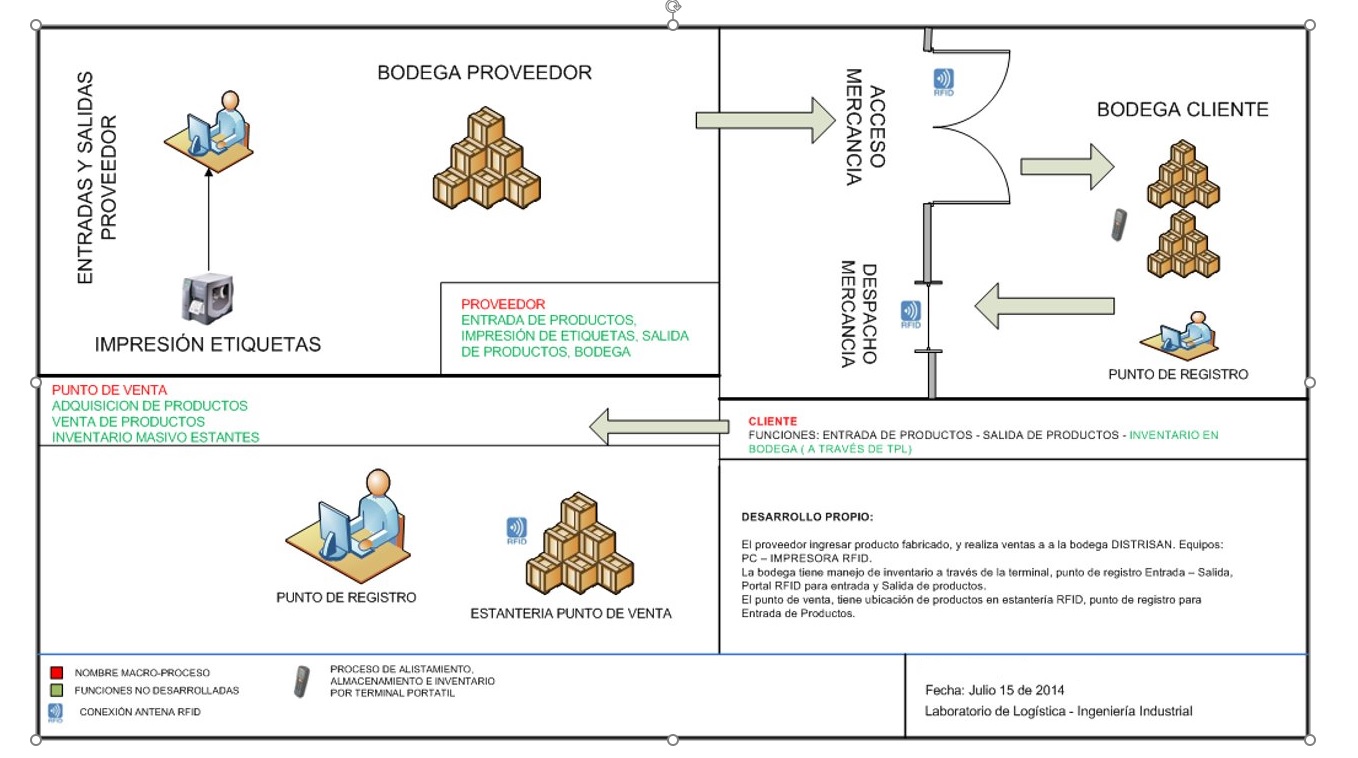 ENTRADAS Y SALIDAS
PROVEEDOR
BODEGA PROVEEDOR
IMPRESIÓN ETIQUETAS
PROVEEDOR
ENTRADA DE PRODUCTOS,
IMPRESIÓN DE ETIQUETAS, SALIDA
DE PRODUCTOS, BODEGA
ACCESO
MERCANCIA
RFID
BODEGA CLIENTE
DESPACHO
MERCANCIA
RFID
PUNTO DE REGISTRO
PUNTO DE VENTA
ADQUISICION DE PRODUCTOS
VENTA DE PRODUCTOS
INVENTARIO MASIVO ESTANTES
CLIENTE
FUNCIONES: ENTRADA DE PRODUCTOS - SALIDA DE PRODUCTOS - INVENTARIO EN
BODEGA ( A TRAVÉS DE TPL)
RFID
PUNTO DE REGISTRO
ESTANTERIA PUNTO DE VENTA
DESARROLLO PROPIO:
El proveedor ingresar producto fabricado, y realiza ventas a a la bodega DISTRISAN. Equipos:
PC – IMPRESORA RFID.
La bodega tiene manejo de inventario a través de la terminal, punto de registro Entrada – Salida,
Portal RFID para entrada y Salida de productos.
El punto de venta, tiene ubicación de productos en estantería RFID, punto de registro para
Entrada de Productos.
NOMBRE MACRO-PROCESO
FUNCIONES NO DESARROLLADAS
RFID
CONEXIÓN ANTENA RFID
PROCESO DE ALISTAMIENTO,
ALMACENAMIENTO E INVENTARIO
POR TERMINAL PORTATIL
Fecha: Julio 15 de 2014
Laboratorio de Logística - Ingeniería Industrial